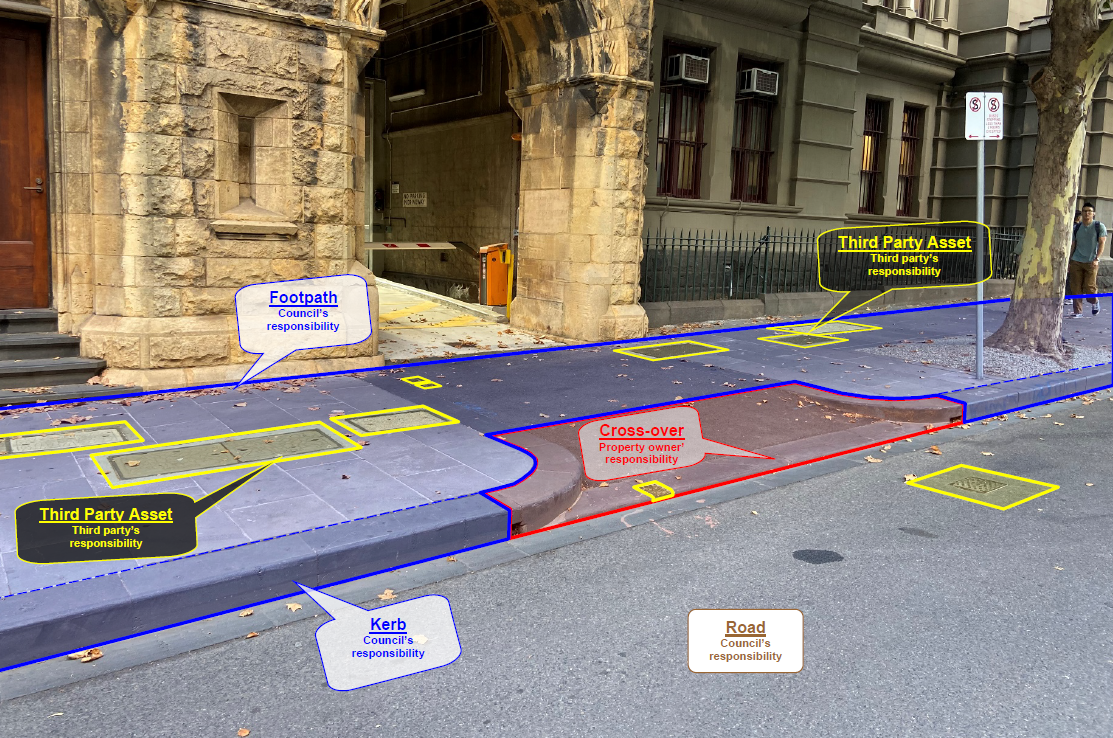 Third Party Asset
Third party's
responsibility
Footpath
Council's
responsibility
Cross-over
Property owner'
responsibility
Third Party Asset
Third party's
responsibility
Kerb
Council's
responsibility
Road
Council's
responsibility